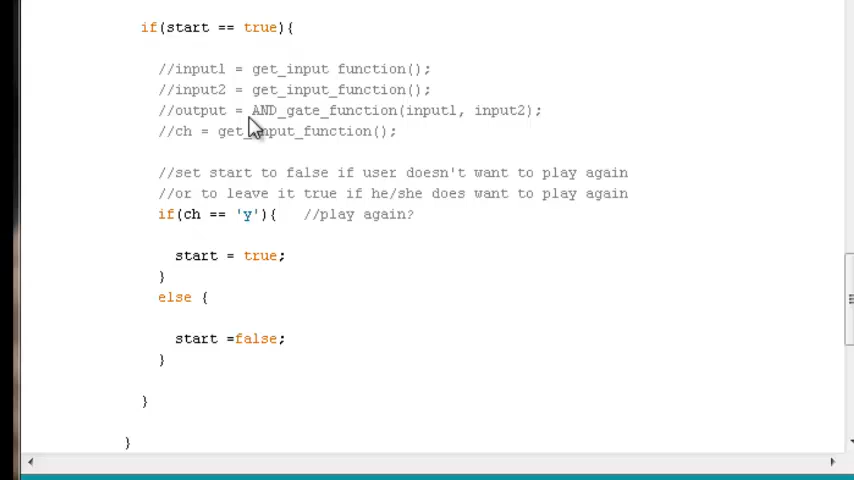 if(start == true){
//input1 = get_input function();
//input2 = get_input_function();
//output = AND_gate_function(input1, input2);
//ch = get_input_function();
//set start to false if user doesn't want to play again
//or to leave it true if he/she does want to play again
if(ch == 'y'){   //play again?
start = true;
}
else {
start =false;
}
}
}